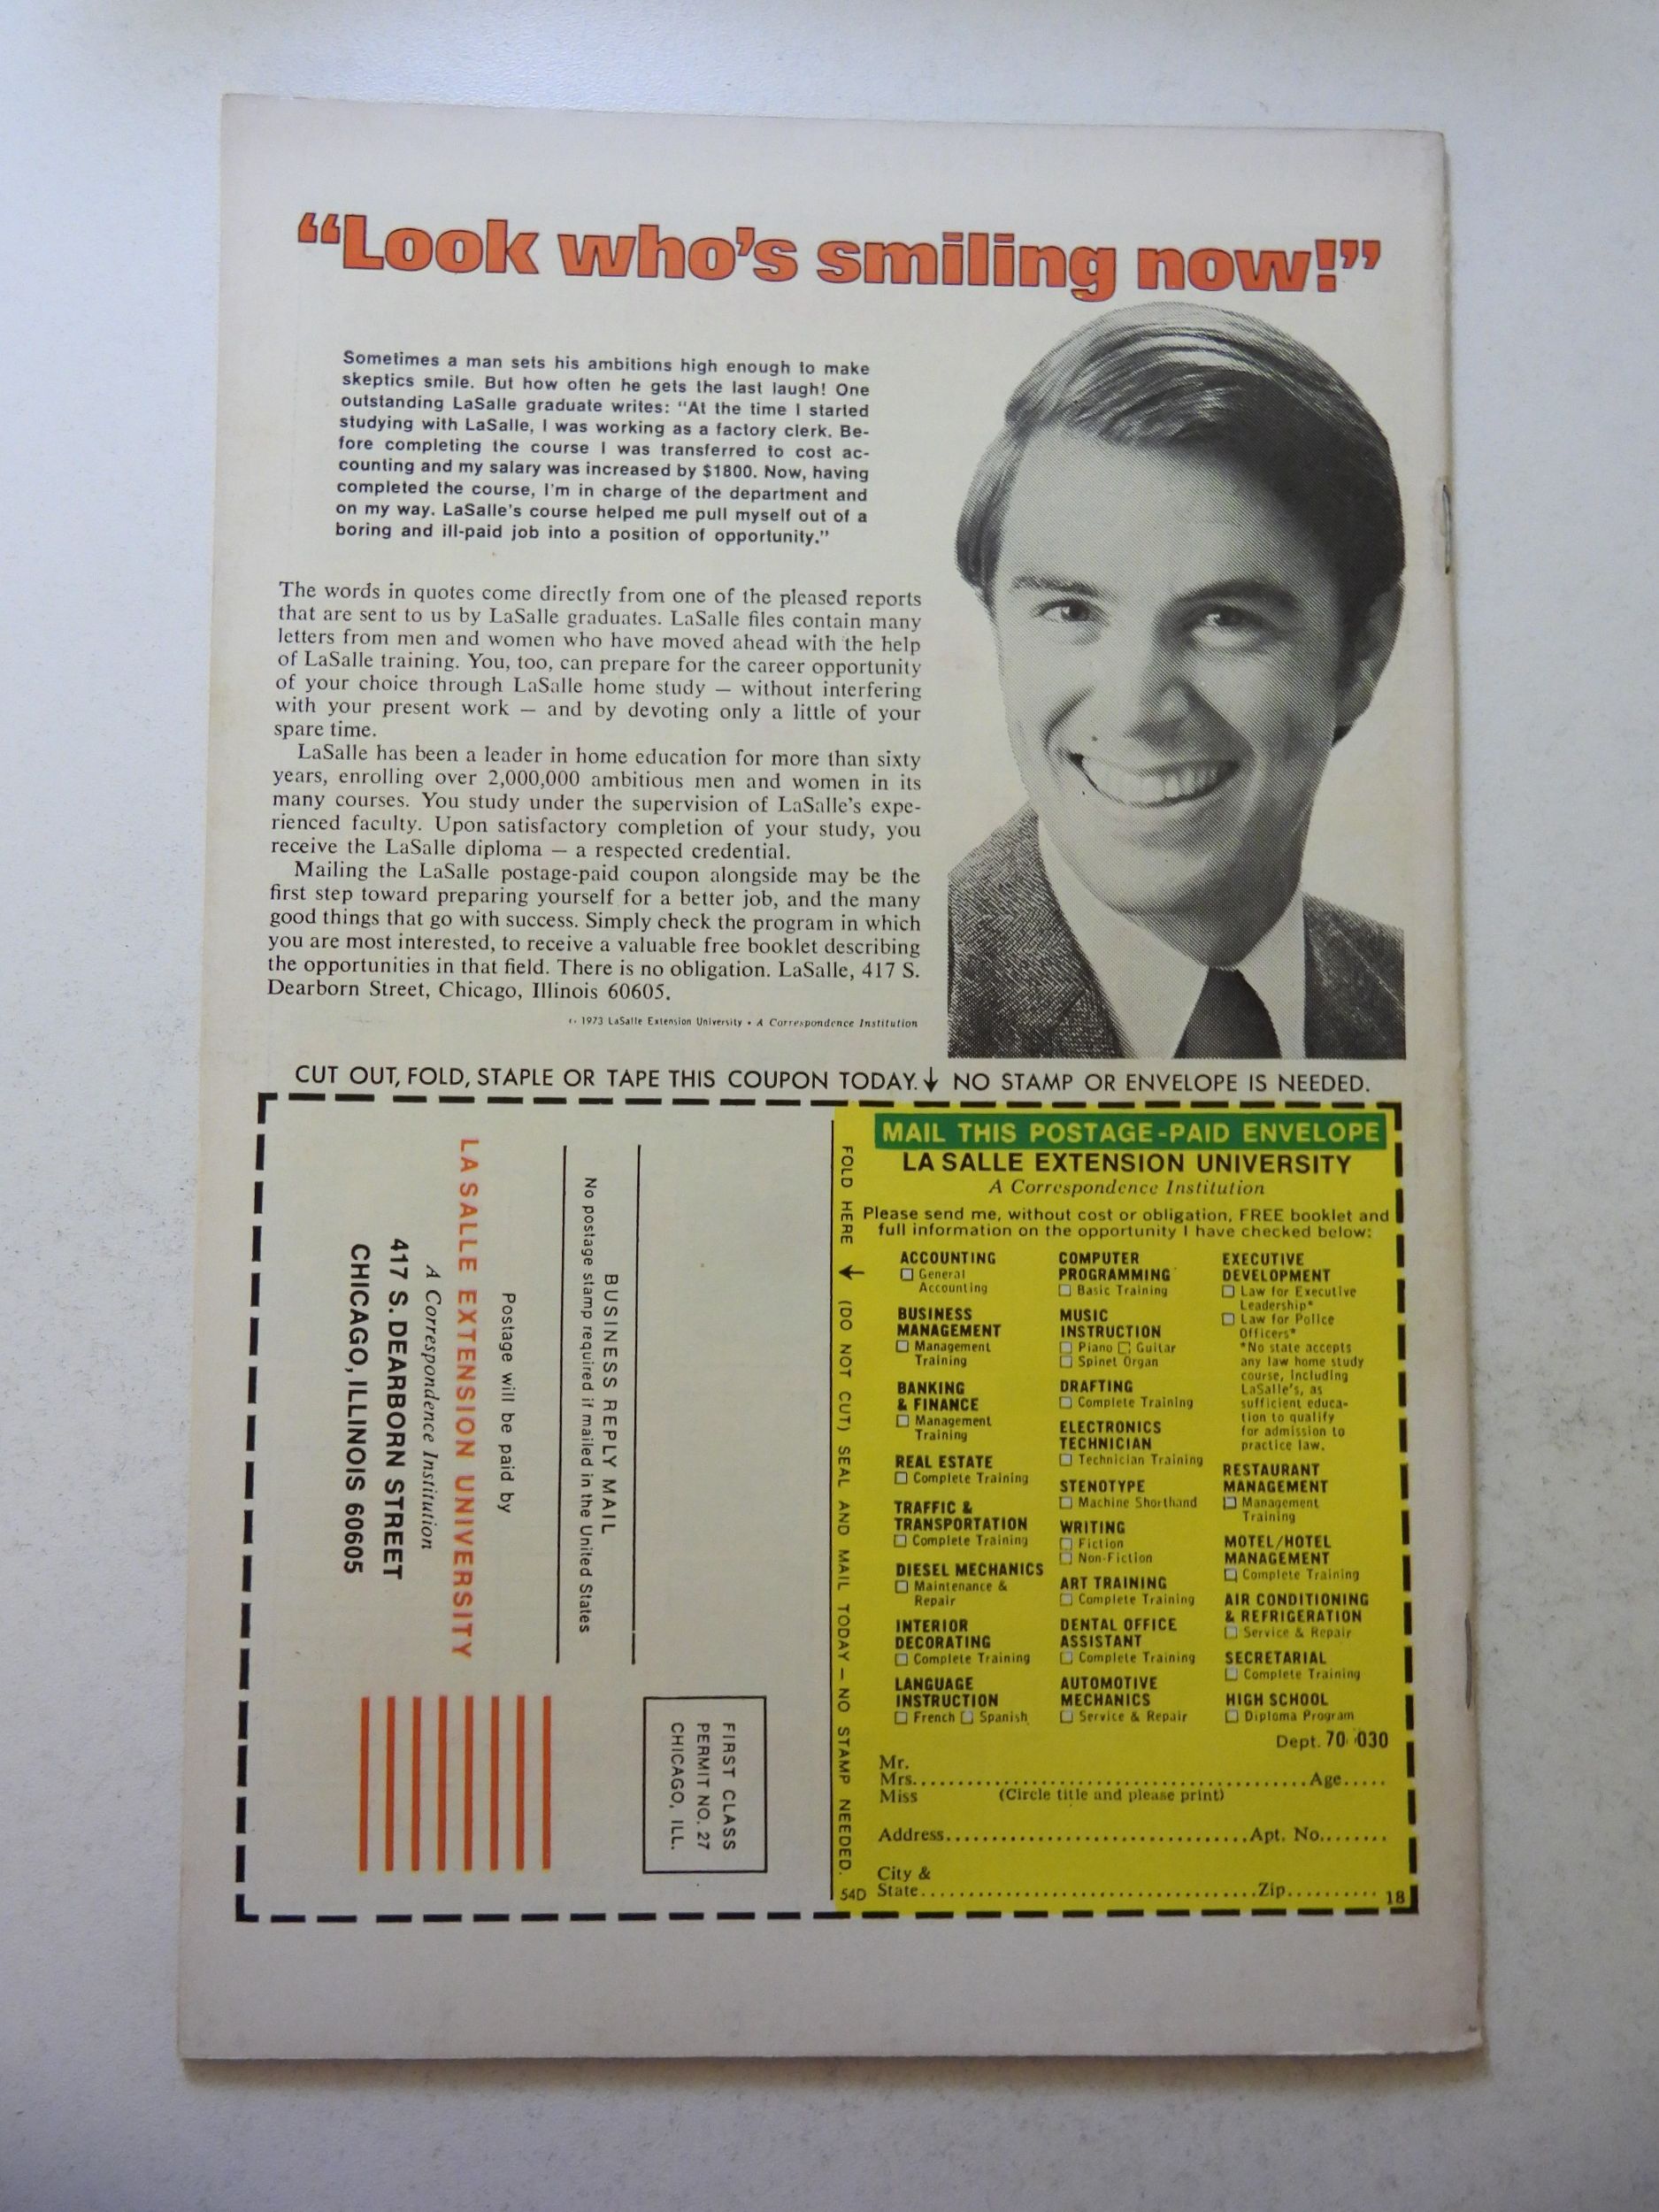 “Look who’s smiling now!”
Sometimes a man sets his ambitions high enough to make
skeptics smile. But how often he gets the last laugh! One
outstanding LaSalle graduate writes: “At the time I started
studying with LaSalle, I was working as a factory clerk. Be-
fore completing the course I was transferred to cost ac-
counting and my salary was increased by $1800. Now, having
completed the course, I’m in charge of the department and
on my way. LaSalle’s course helped me pull myself out of a
boring and ill-paid job into a position of opportunity.”
The words in quotes come directly from one of the pleased reports
that are sent to us by LaSalle graduates. LaSalle files contain many
letters from men and women who have moved ahead with the help
of LaSalle training. You, too, can prepare for the career opportunity
of your choice through LaSalle home study — without interfering
with your present work — and by devoting only a little of your
spare time.
LaSalle has been a leader in home education for more than sixty
years, enrolling over 2,000,000 ambitious men and women in its
many courses. You study under the supervision of LaSalle’s expe-
rienced faculty. Upon satisfactory completion of your study, you
receive the LaSalle diploma — a respected credential.
Mailing the LaSalle postage-paid coupon alongside may be the
first step toward preparing yourself for a better job, and the many
good things that go with success. Simply check the program in which
you are most interested, to receive a valuable free booklet describing
the opportunities in that field. There is no obligation. LaSalle, 417 S.
Dearborn Street, Chicago, Illinois 60605.
1973 LaSalle Extension University • A Correspondence Institution
CUT OUT, FOLD, STAPLE OR TAPE THIS COUPON TODAY. ↓ NO STAMP OR ENVELOPE IS NEEDED.
FIRST CLASS
PERMIT NO. 27
CHICAGO, ILL.
BUSINESS REPLY MAIL
No postage stamp required if mailed in the United States
Postage will be paid by
LA SALLE EXTENSION UNIVERSITY
A Correspondence Institution
417 S. DEARBORN STREET
CHICAGO, ILLINOIS 60605
FOLD HERE ↓ (DO NOT CUT) SEAL AND MAIL TODAY – NO STAMP NEEDED.
54D
MAIL THIS POSTAGE-PAID ENVELOPE
LA SALLE EXTENSION UNIVERSITY
A Correspondence Institution
Please send me, without cost or obligation, FREE booklet and
full information on the opportunity I have checked below:
ACCOUNTING
☐ General
Accounting
BUSINESS
MANAGEMENT
☐ Management
Training
BANKING
& FINANCE
☐ Management
Training
REAL ESTATE
☐ Complete Training
TRAFFIC &
TRANSPORTATION
☐ Complete Training
DIESEL MECHANICS
☐ Maintenance &
Repair
INTERIOR
DECORATING
☐ Complete Training
LANGUAGE
INSTRUCTION
☐ French ☐ Spanish
COMPUTER
PROGRAMMING
☐ Basic Training
MUSIC
INSTRUCTION
☐ Piano ☐ Guitar
☐ Spinet Organ
DRAFTING
☐ Complete Training
ELECTRONICS
TECHNICIAN
☐ Technician Training
STENOTYPE
☐ Machine Shorthand
WRITING
☐ Fiction
☐ Non-Fiction
ART TRAINING
☐ Complete Training
DENTAL OFFICE
ASSISTANT
☐ Complete Training
AUTOMOTIVE
MECHANICS
☐ Service & Repair
EXECUTIVE
DEVELOPMENT
☐ Law for Executive
Leadership*
☐ Law for Police
Officers*
*No state accepts
any law home study
course, including
LaSalle’s, as
sufficient educa-
tion to qualify
for admission to
practice law.
RESTAURANT
MANAGEMENT
☐ Management
Training
MOTEL/HOTEL
MANAGEMENT
☐ Complete Training
AIR CONDITIONING
& REFRIGERATION
☐ Service & Repair
SECRETARIAL
☐ Complete Training
HIGH SCHOOL
☐ Diploma Program
Dept. 70 030
Mr.
Mrs. Age
Miss (Circle title and please print)
Address Apt. No.
City &
State Zip 18